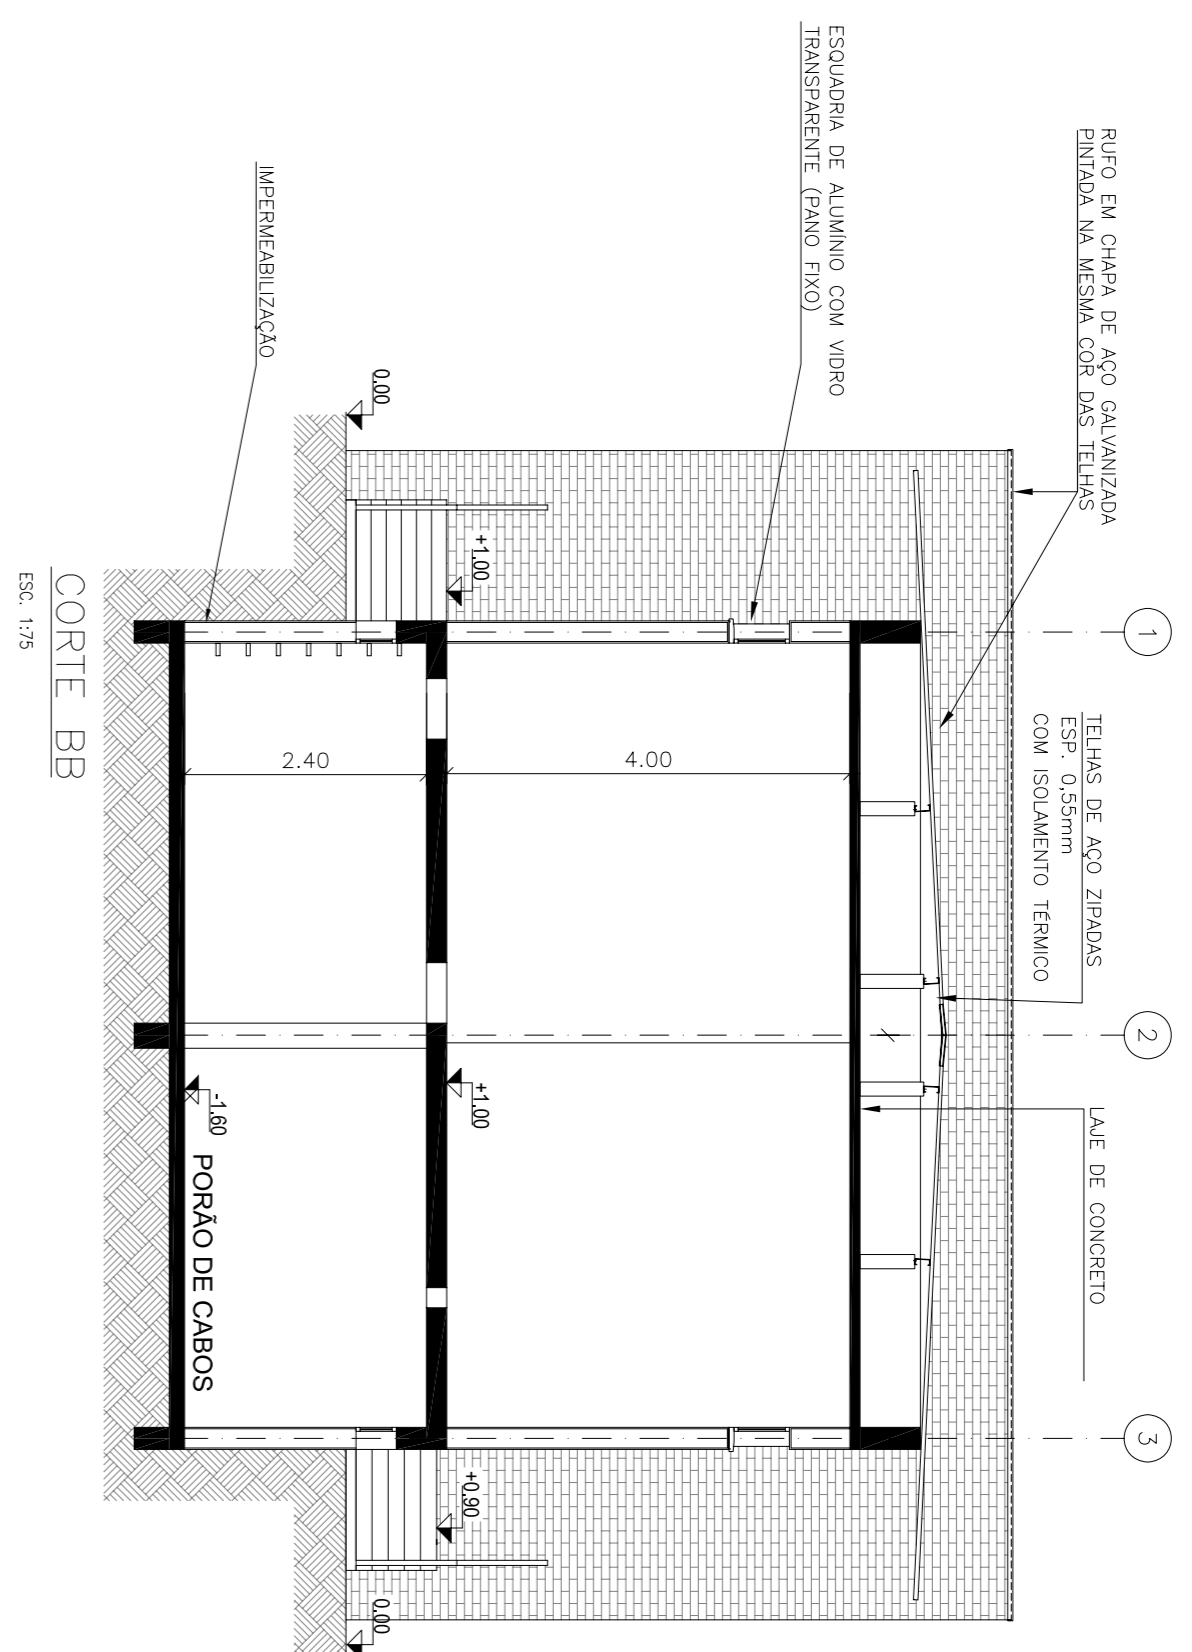 1
2
3
RUFO EM CHAPA DE AÇO GALVANIZADA
PINTADA NA MESMA COR DAS TELHAS
TELHAS DE AÇO ZIPADAS
ESP. 0,55mm
COM ISOLAMENTO TÉRMICO
LAJE DE CONCRETO
ESQUADRIA DE ALUMÍNIO COM VIDRO
TRANSPARENTE (PANO FIXO)
4.00
+1.00
+1.00
+0.90
0.00
0.00
2.40
IMPERMEABILIZAÇÃO
-1.60
PORÃO DE CABOS
CORTE BB
ESC. 1:75